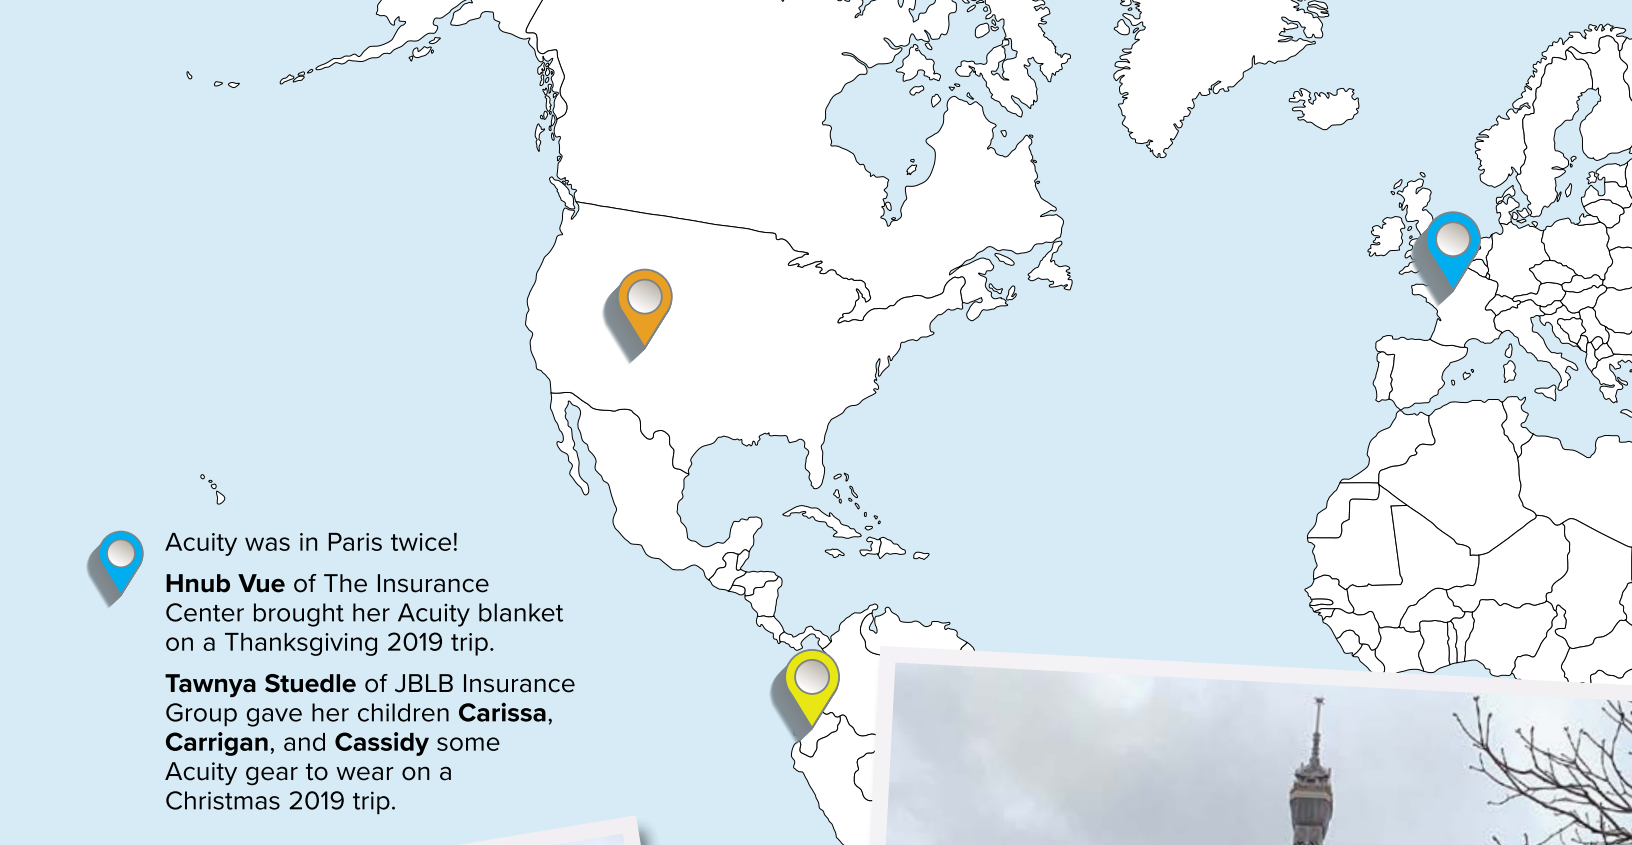 Acuity was in Paris twice!
Hnub Vue of The Insurance
Center brought her Acuity blanket
on a Thanksgiving 2019 trip.
Tawnya Stuedle of JBLB Insurance
Group gave her children Carissa,
Carrigan, and Cassidy some
Acuity gear to wear on a
Christmas 2019 trip.